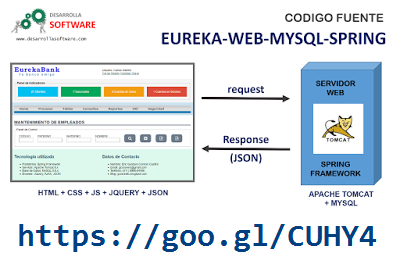 DESARROLLA
SOFTWARE
www.desarrollasoftware.com
CODIGO FUENTE
EUREKA-WEB-MYSQL-SPRING
EurekaBank
MANTENIMIENTO DE EMPLEADOS
Tecnología utilizada
Datos de Contacto
HTML + CSS + JS + JQUERY + JSON
request
Response
(JSON)
SERVIDOR
WEB
TOMCAT
SPRING
FRAMEWORK
APACHE TOMCAT
+ MYSQL
https://goo.gl/CUHY4